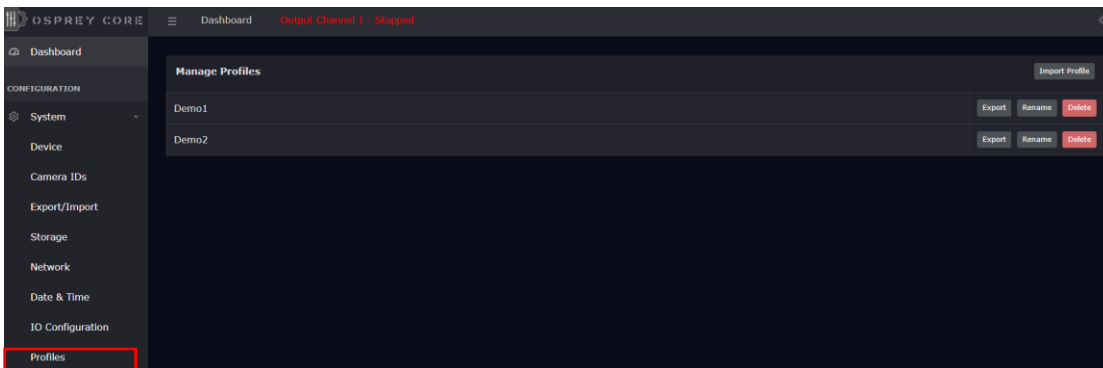 OSPREY CORE
Dashboard
Output Channel 1 - Stopped
Dashboard
CONFIGURATION
System
Device
Camera IDs
Export/Import
Storage
Network
Date & Time
IO Configuration
Profiles
Manage Profiles
Import Profile
Demo1
Export
Rename
Delete
Demo2
Export
Rename
Delete